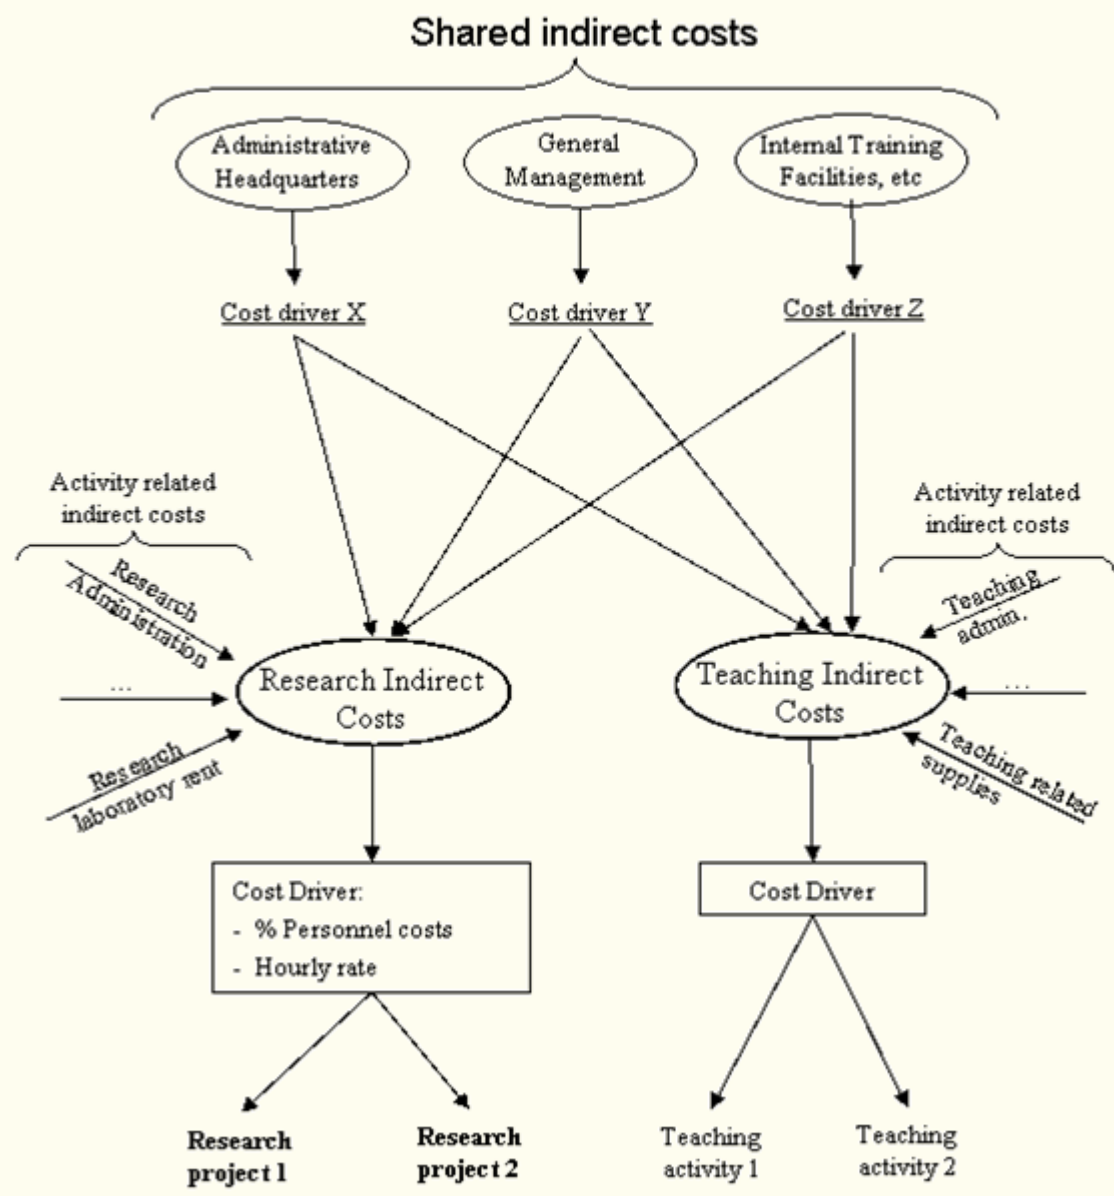 Shared indirect costs
Administrative
Headquarters
General
Management
Internal Training
Facilities, etc
Cost driver X
Cost driver Y
Cost driver Z
Activity related
indirect costs
Activity related
indirect costs
Research
Administration
...
Research
laboratory rent
Research Indirect
Costs
Teaching Indirect
Costs
Teaching
admin.
...
Teaching related
supplies
Cost Driver:
- % Personnel costs
- Hourly rate
Cost Driver
Research
project 1
Research
project 2
Teaching
activity 1
Teaching
activity 2